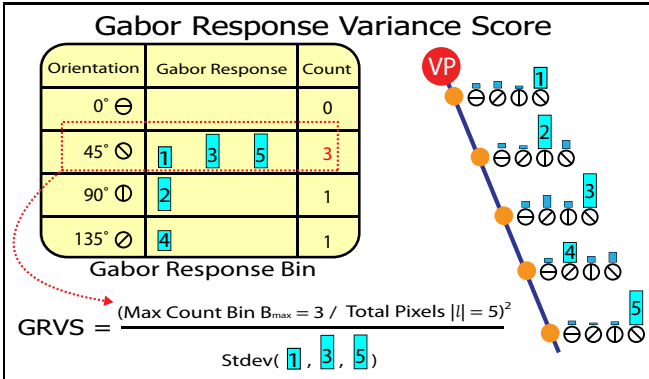 Gabor Response Variance Score
Orientation Gabor Response Count
0° 0
45° 1 3 5 3
90° 2 1
135° 4 1
Gabor Response Bin
VP
1
2
3
4
5
GRVS = (Max Count Bin Bmax = 3 / Total Pixels |l| = 5)²
Stdev( 1 , 3 , 5 )